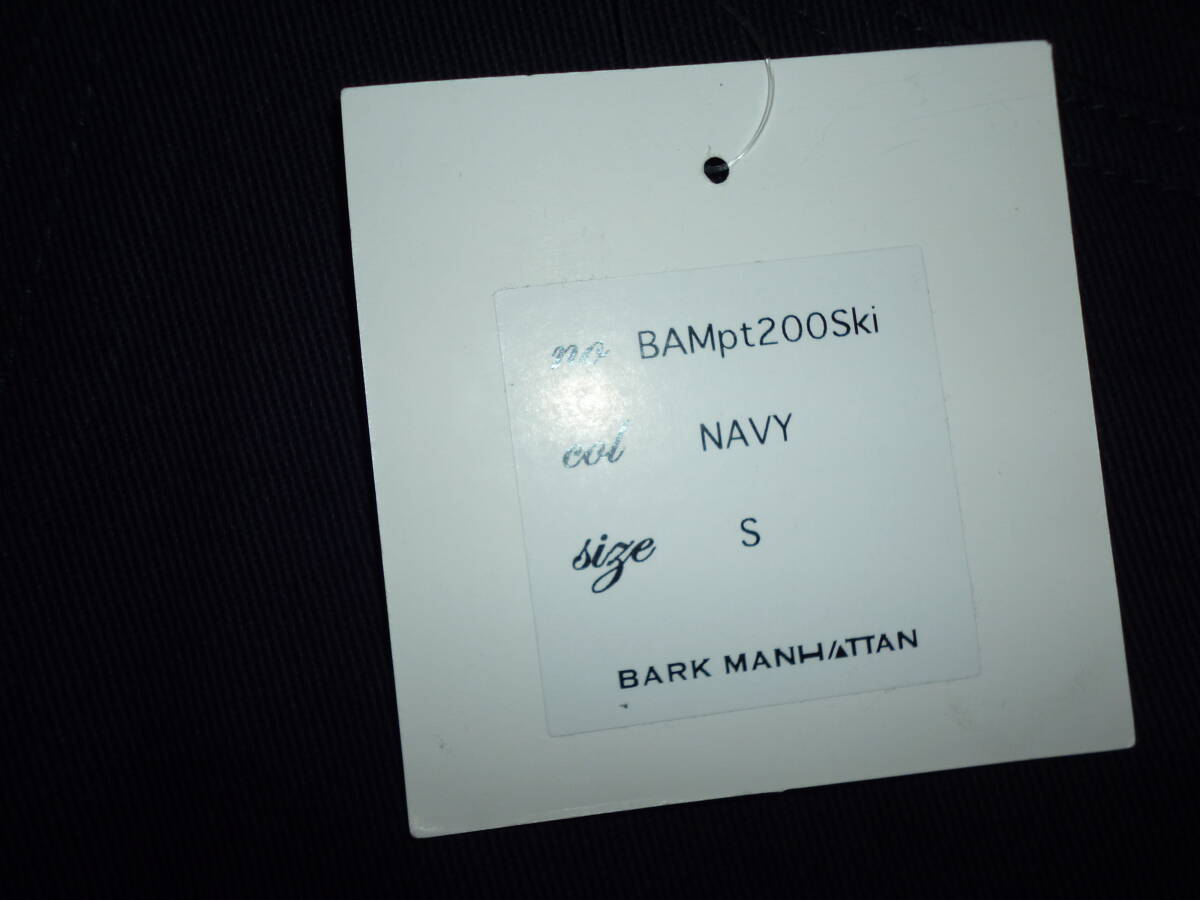 no BAMpt200Ski
col NAVY
size S
BARK MANHATTAN